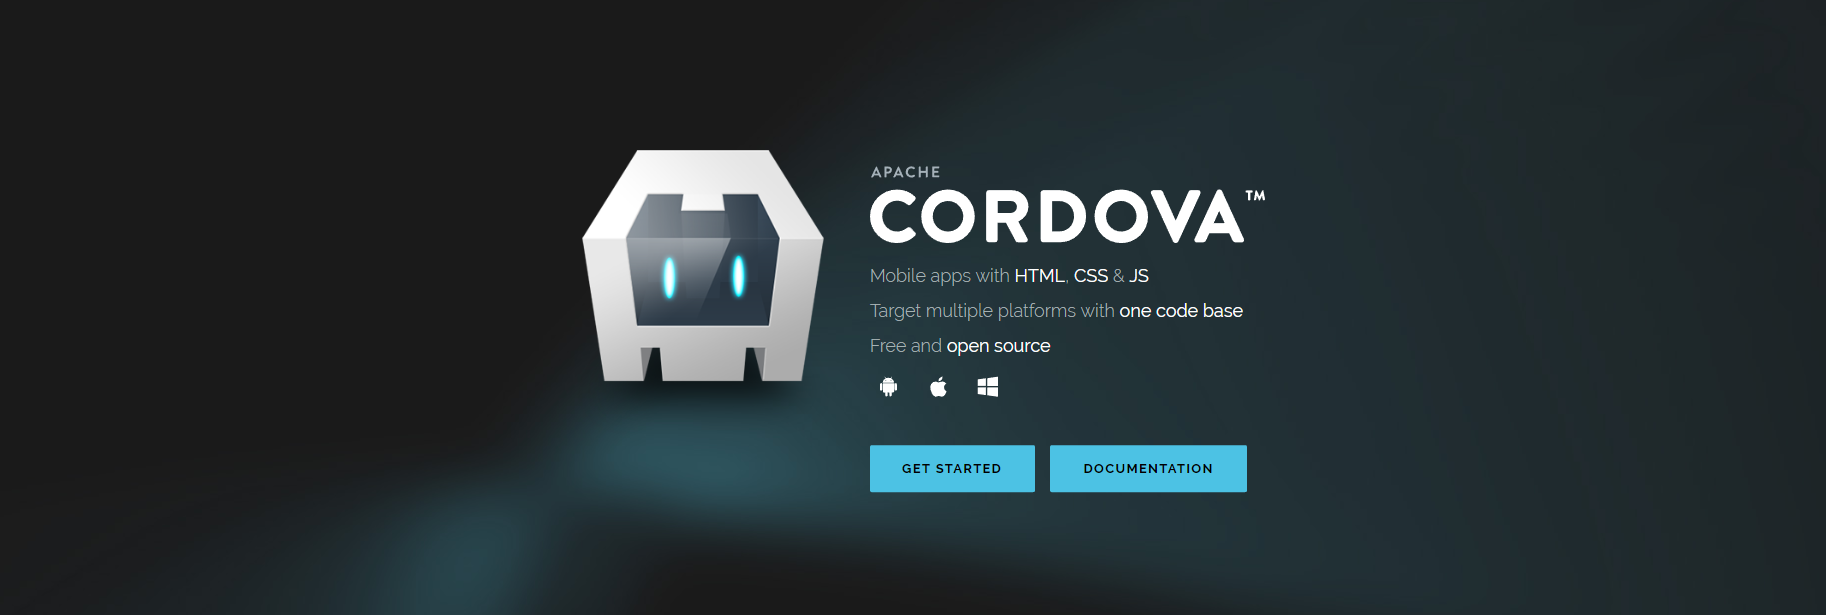 APACHE
CORDOVA™
Mobile apps with HTML, CSS & JS
Target multiple platforms with one code base
Free and open source
GET STARTED
DOCUMENTATION